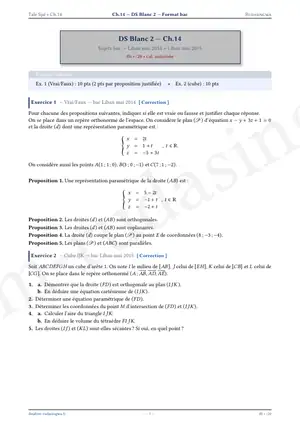 Tale Spé • Ch.14
Ch.14 − DS Blanc 2 − Format bac
DS Blanc 2 − Ch.14
Sujets bac − Liban mai 2014 • Liban mai 2015
Ex. 1 (Vrai/Faux) : 10 pts (2 pts par proposition justifiée) • Ex. 2 (cube) : 10 pts
Exercice 1 − Vrai/Faux − bac Liban mai 2014 [ Correction ]
Pour chacune des propositions suivantes, indiquer si elle est vraie ou fausse et justifier chaque réponse.
On se place dans un repère orthonormé de l'espace. On considère le plan (𝒫) d'équation x − y + 3z + 1 = 0
et la droite (d) dont une représentation paramétrique est :
x = 2t
y = 1 + t , t ∈ ℝ
z = −5 + 3t
On considère aussi les points A(1 ; 1 ; 0), B(3 ; 0 ; −1) et C(7 ; 1 ; −2).
Proposition 1. Une représentation paramétrique de la droite (AB) est :
x = 5 − 2t
y = −1 + t , t ∈ ℝ
z = −2 + t
Proposition 2. Les droites (d) et (AB) sont orthogonales.
Proposition 3. Les droites (d) et (AB) sont coplanaires.
Proposition 4. La droite (d) coupe le plan (𝒫) au point E de coordonnées (8 ; −3 ; −4).
Proposition 5. Les plans (𝒫) et (ABC) sont parallèles.
Exercice 2 − Cube IJK − bac Liban mai 2015 [ Correction ]
Soit ABCDEFGH un cube d'arête 1. On note I le milieu de [AB], J celui de [EH], K celui de [BC] et L celui de
[CG]. On se place dans le repère orthonormé (A ; AB, AD, AE).
1. a. Démontrer que la droite (FD) est orthogonale au plan (IJK).
b. En déduire une équation cartésienne de (IJK).
2. Déterminer une équation paramétrique de (FD).
3. Déterminer les coordonnées du point M d'intersection de (FD) et (IJK).
4. a. Calculer l'aire du triangle IJK.
b. En déduire le volume du tétraèdre FIJK.
5. Les droites (IJ) et (KL) sont-elles sécantes ? Si oui, en quel point ?
− 1 −